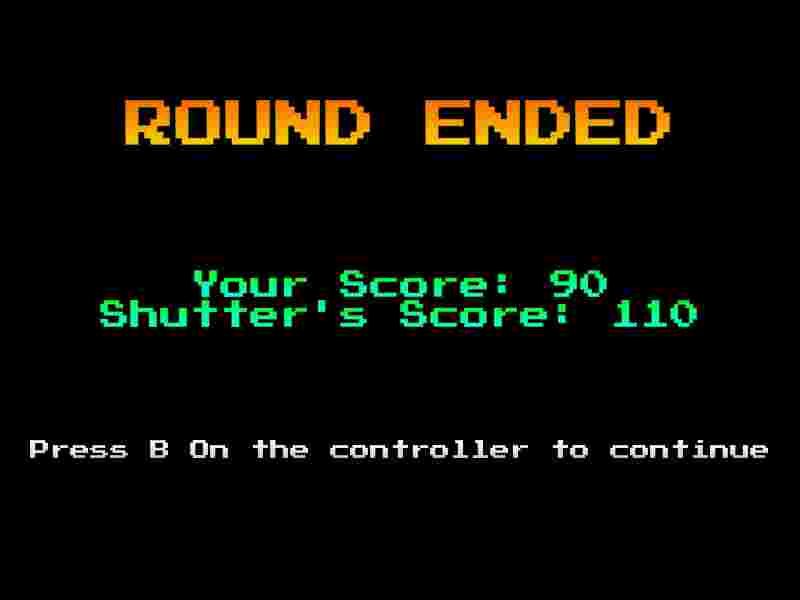 ROUND ENDED
Your Score: 90
Shutter's Score: 110
Press B On the controller to continue